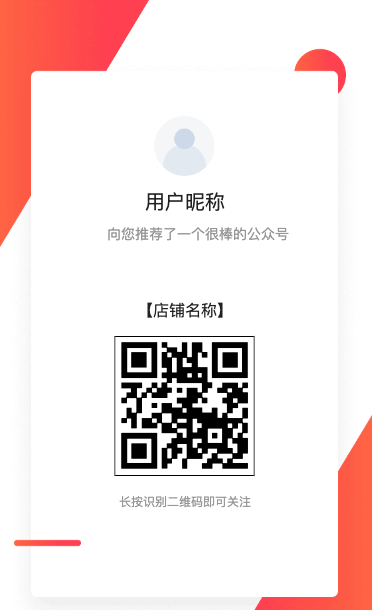 用户昵称
向您推荐了一个很棒的公众号
【店铺名称】
长按识别二维码即可关注